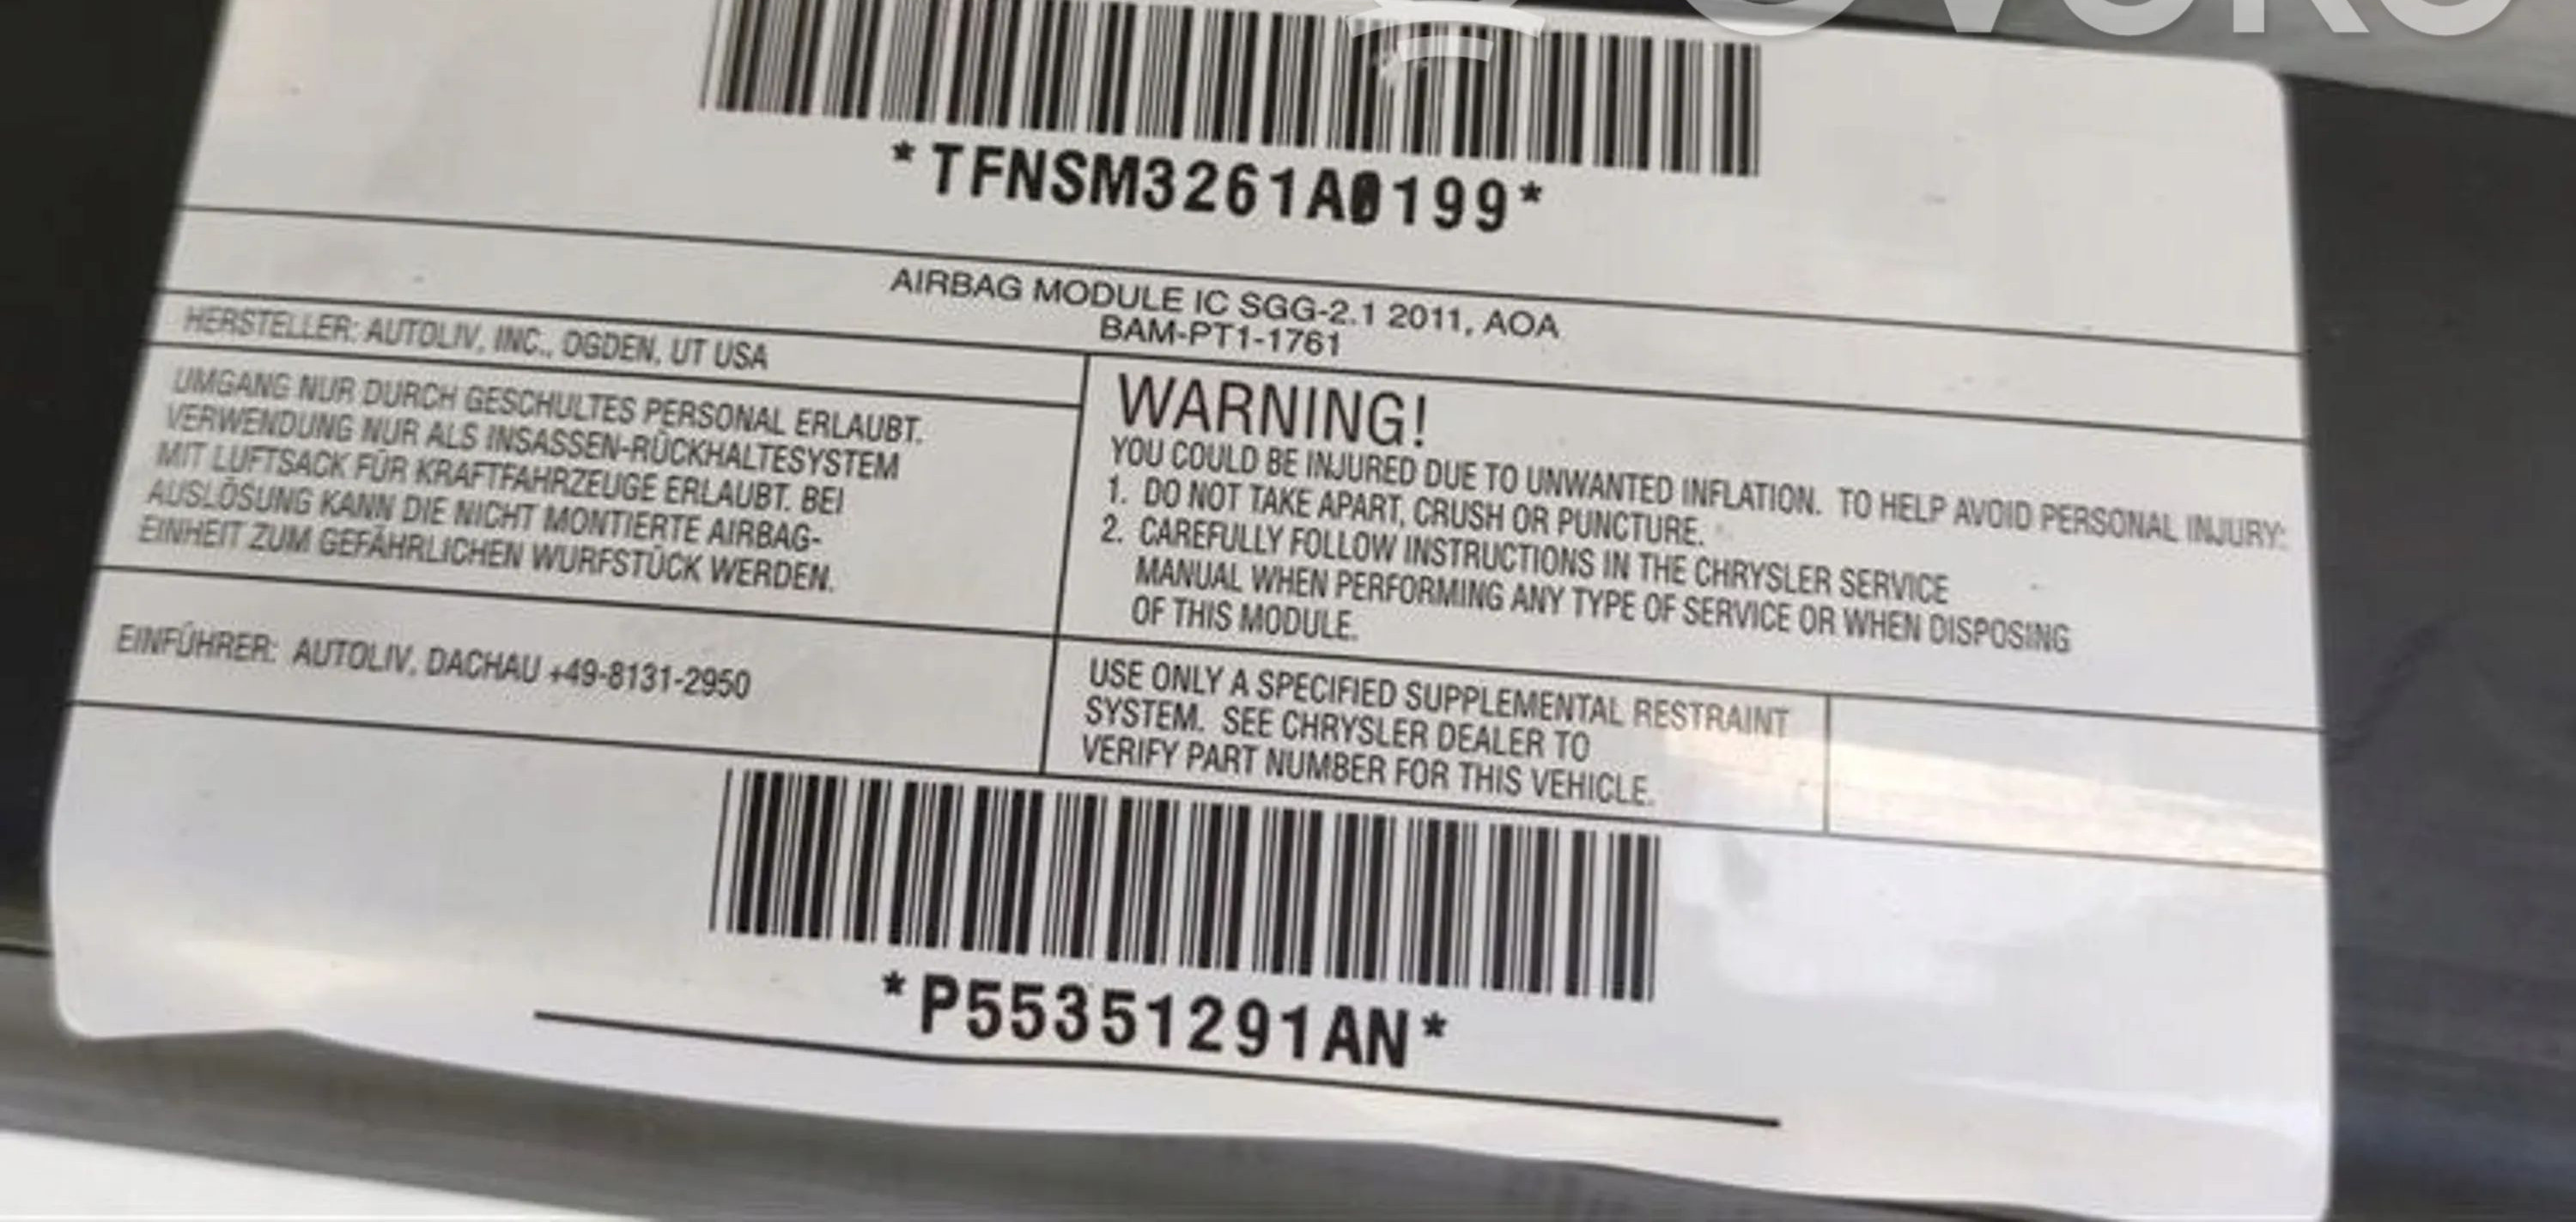 *TFNSM3261A0199*
AIRBAG MODULE IC SGG-2.1 2011, AOA
BAM-PT1-1761
HERSTELLER: AUTOLIV, INC., OGDEN, UT USA
UMGANG NUR DURCH GESCHULTES PERSONAL ERLAUBT.
VERWENDUNG NUR ALS INSASSEN-RÜCKHALTESYSTEM
MIT LUFTSACK FÜR KRAFTFAHRZEUGE ERLAUBT. BEI
AUSLÖSUNG KANN DIE NICHT MONTIERTE AIRBAG-
EINHEIT ZUM GEFÄHRLICHEN WURFSTÜCK WERDEN.
EINFÜHRER: AUTOLIV, DACHAU +49-8131-2950
WARNING!
YOU COULD BE INJURED DUE TO UNWANTED INFLATION. TO HELP AVOID PERSONAL INJURY:
1. DO NOT TAKE APART, CRUSH OR PUNCTURE.
2. CAREFULLY FOLLOW INSTRUCTIONS IN THE CHRYSLER SERVICE
MANUAL WHEN PERFORMING ANY TYPE OF SERVICE OR WHEN DISPOSING
OF THIS MODULE.
USE ONLY A SPECIFIED SUPPLEMENTAL RESTRAINT
SYSTEM. SEE CHRYSLER DEALER TO
VERIFY PART NUMBER FOR THIS VEHICLE.
*P55351291AN*